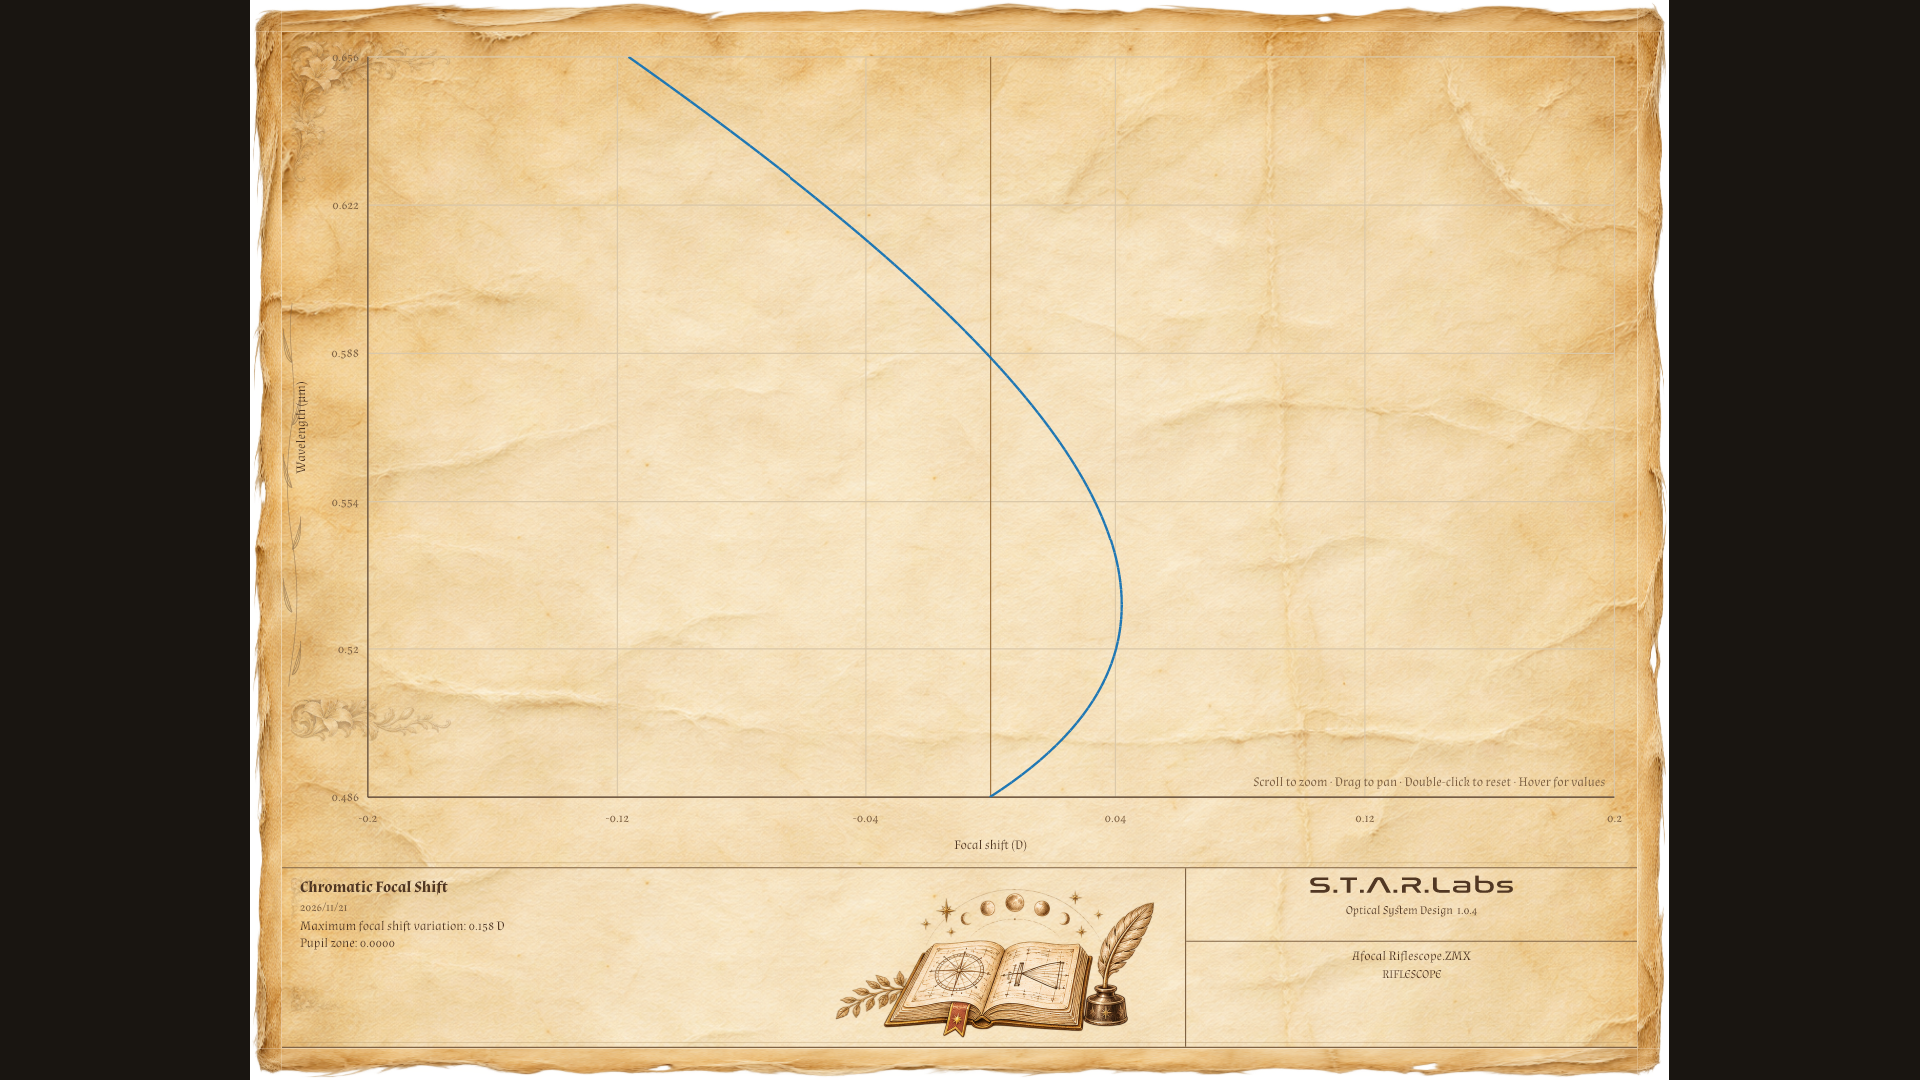 0.656
0.622
0.588
0.554
0.52
0.486
Wavelength (µm)
-0.2
-0.12
-0.04
0.04
0.12
0.2
Focal shift (D)
Scroll to zoom · Drag to pan · Double-click to reset · Hover for values
Chromatic Focal Shift
2026/11/21
Maximum focal shift variation: 0.158 D
Pupil zone: 0.0000
S.T.A.R.Labs
Optical System Design 1.0.4
Afocal Riflescope.ZMX
RIFLESCOPE